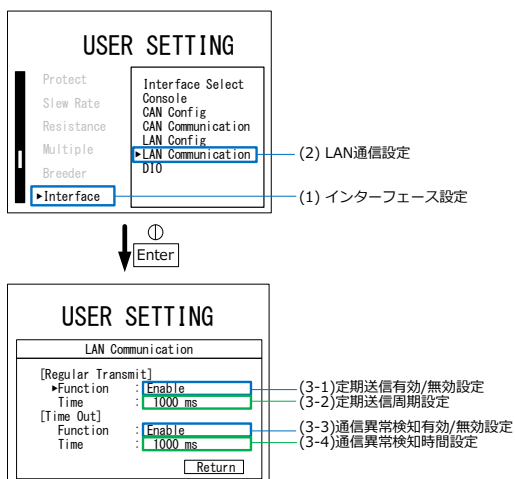 USER SETTING
Protect
Slew Rate
Resistance
Multiple
Breeder
▶Interface
Interface Select
Console
CAN Config
CAN Communication
LAN Config
▶LAN Communication
DIO
(2) LAN通信設定
(1) インターフェース設定
Enter
USER SETTING
LAN Communication
[Regular Transmit]
▶Function : Enable
Time : 1000 ms
[Time Out]
Function : Enable
Time : 1000 ms
Return
(3-1)定期送信有効/無効設定
(3-2)定期送信周期設定
(3-3)通信異常検知有効/無効設定
(3-4)通信異常検知時間設定